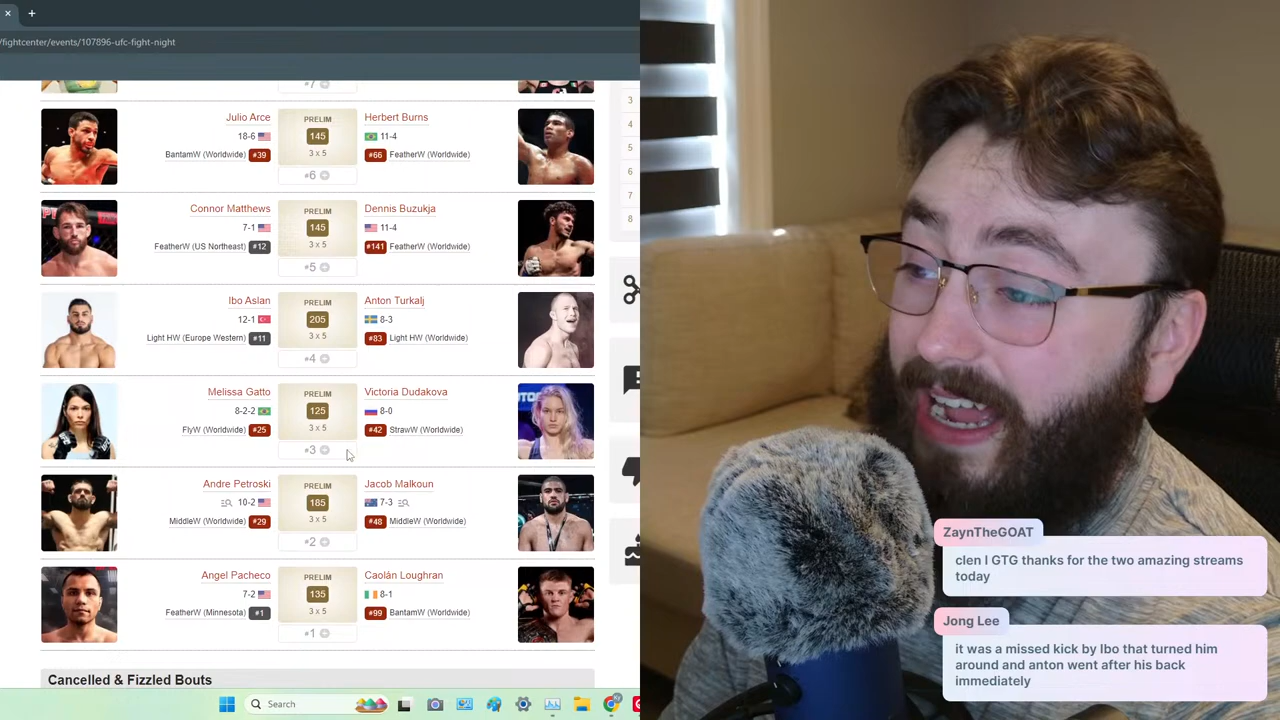 /fightcenter/events/107896-ufc-fight-night
#7
Julio Arce
18-6
BantamW (Worldwide) #39
PRELIM
145
3 x 5
#6
Herbert Burns
11-4
#66 FeatherW (Worldwide)
Connor Matthews
7-1
FeatherW (US Northeast) #12
PRELIM
145
3 x 5
#5
Dennis Buzukja
11-4
#141 FeatherW (Worldwide)
Ibo Aslan
12-1
Light HW (Europe Western) #11
PRELIM
205
3 x 5
#4
Anton Turkalj
8-3
#83 Light HW (Worldwide)
Melissa Gatto
8-2-2
FlyW (Worldwide) #25
PRELIM
125
3 x 5
#3
Victoria Dudakova
8-0
#42 StrawW (Worldwide)
Andre Petroski
10-2
MiddleW (Worldwide) #29
PRELIM
185
3 x 5
#2
Jacob Malkoun
7-3
#48 MiddleW (Worldwide)
Angel Pacheco
7-2
FeatherW (Minnesota) #1
PRELIM
135
3 x 5
#1
Caolán Loughran
8-1
#99 BantamW (Worldwide)
3
4
5
6
7
8
Cancelled & Fizzled Bouts
Search
ZaynTheGOAT
clen I GTG thanks for the two amazing streams
today
Jong Lee
it was a missed kick by Ibo that turned him
around and anton went after his back
immediately